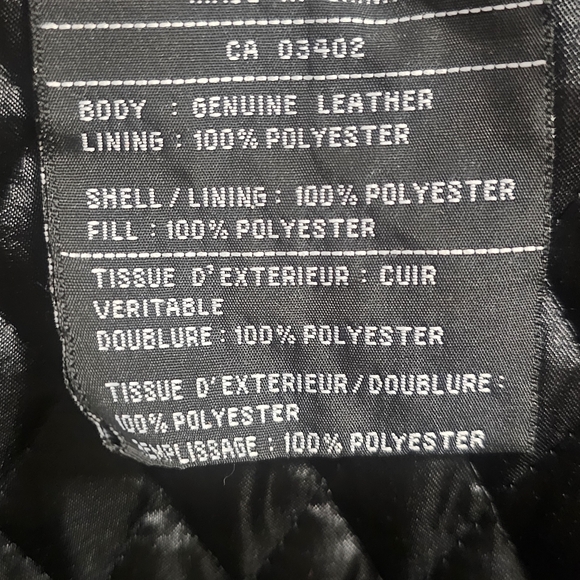 CA 03402
BODY : GENUINE LEATHER
LINING : 100% POLYESTER
SHELL / LINING : 100% POLYESTER
FILL : 100% POLYESTER
TISSUE D'EXTERIEUR : CUIR
VERITABLE
DOUBLURE : 100% POLYESTER
TISSUE D'EXTERIEUR / DOUBLURE :
100% POLYESTER
REMPLISSAGE : 100% POLYESTER